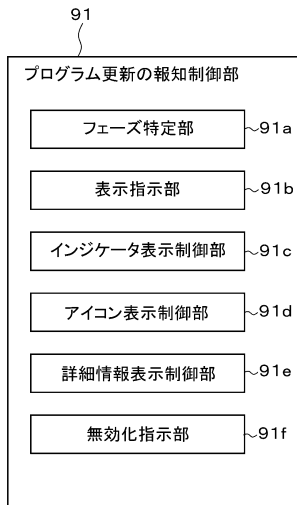 91
プログラム更新の報知制御部
フェーズ特定部 91a
表示指示部 91b
インジケータ表示制御部 91c
アイコン表示制御部 91d
詳細情報表示制御部 91e
無効化指示部 91f